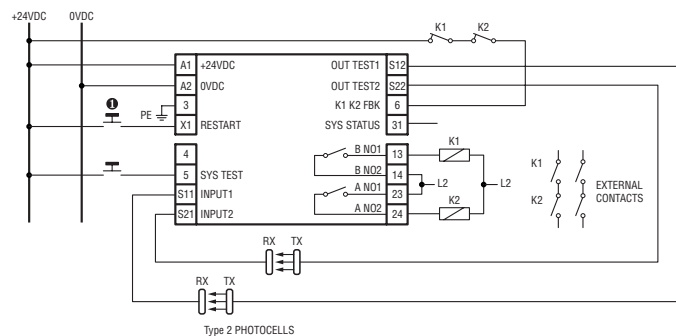 +24VDC 0VDC
K1 K2
A1 +24VDC OUT TEST1 S12
A2 0VDC OUT TEST2 S22
PE 3 K1 K2 FBK 6
❶ X1 RESTART SYS STATUS 31
4 B NO1 13 K1
5 SYS TEST B NO2 14 L2 L2
S11 INPUT1 A NO1 23
S21 INPUT2 A NO2 24 K2
K1
K2
EXTERNAL
CONTACTS
RX TX
RX TX
Type 2 PHOTOCELLS